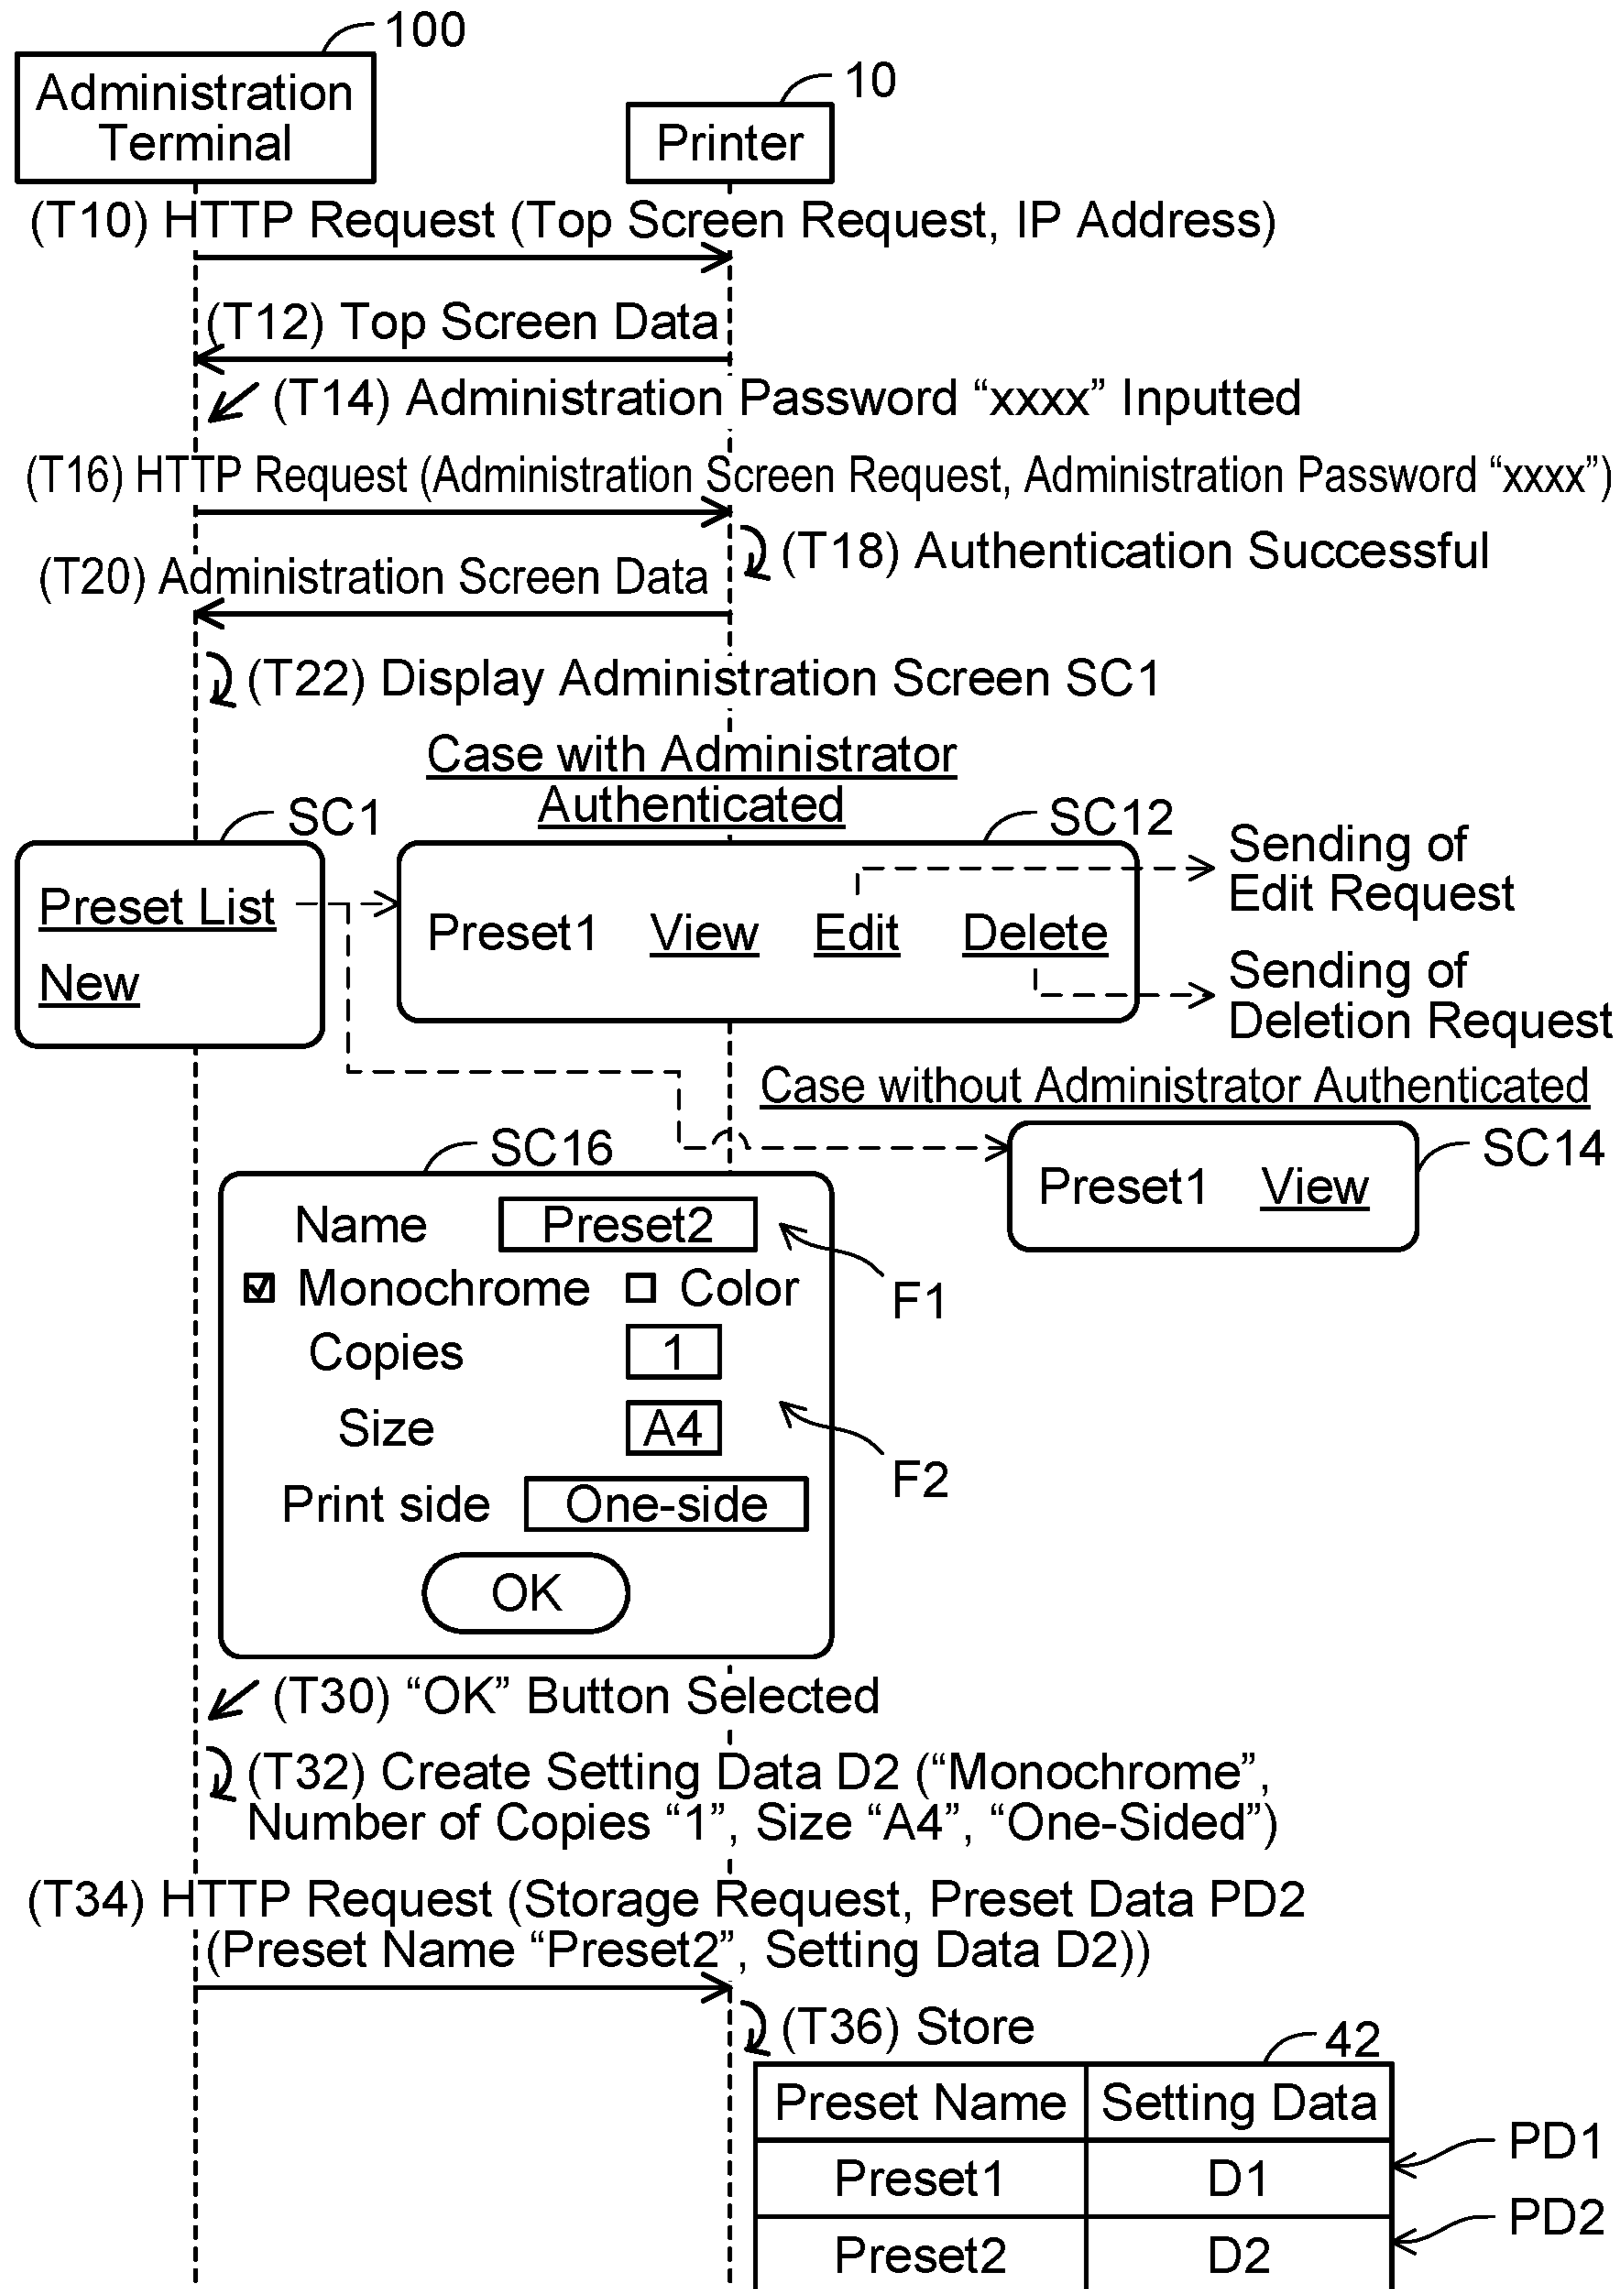 100
10
Administration
Terminal
Printer
(T10) HTTP Request (Top Screen Request, IP Address)
(T12) Top Screen Data
(T14) Administration Password “xxxx” Inputted
(T16) HTTP Request (Administration Screen Request, Administration Password “xxxx”)
(T18) Authentication Successful
(T20) Administration Screen Data
(T22) Display Administration Screen SC1
Case with Administrator
Authenticated
SC1
SC12
Preset List
New
Preset1 View Edit Delete
Sending of
Edit Request
Sending of
Deletion Request
Case without Administrator Authenticated
SC14
Preset1 View
SC16
Name Preset2
F1
Monochrome Color
Copies 1
Size A4
F2
Print side One-side
OK
(T30) “OK” Button Selected
(T32) Create Setting Data D2 (“Monochrome”,
Number of Copies “1”, Size “A4”, “One-Sided”)
(T34) HTTP Request (Storage Request, Preset Data PD2
(Preset Name “Preset2”, Setting Data D2))
(T36) Store
42
Preset Name Setting Data
Preset1 D1
PD1
Preset2 D2
PD2